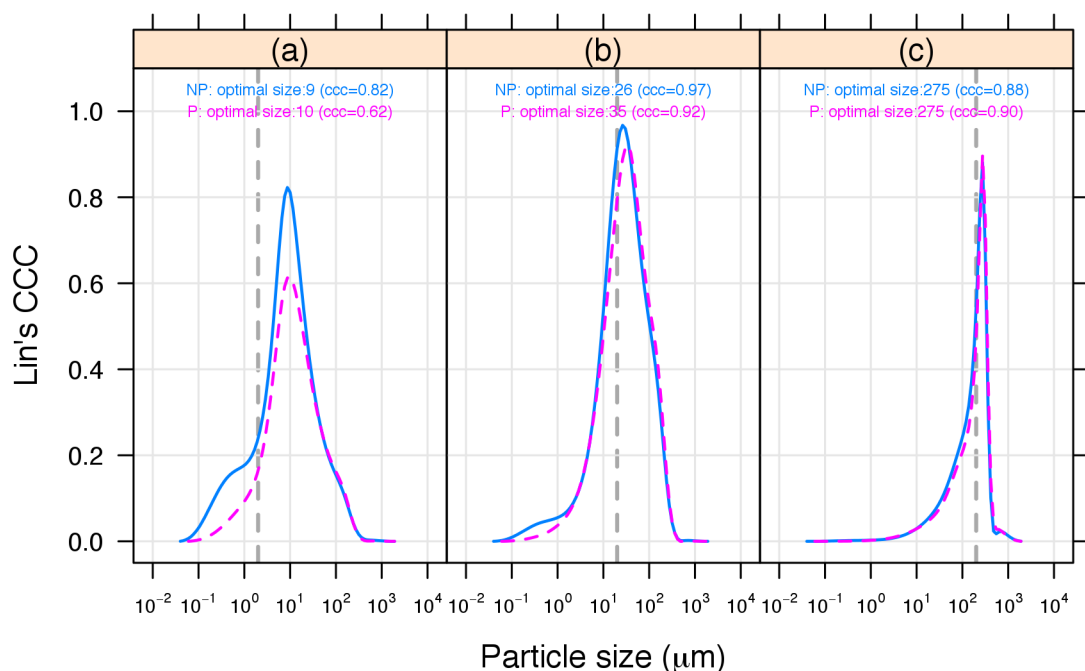 (a) (b) (c)
NP: optimal size:9 (ccc=0.82) NP: optimal size:26 (ccc=0.97) NP: optimal size:275 (ccc=0.88)
P: optimal size:10 (ccc=0.62) P: optimal size:35 (ccc=0.92) P: optimal size:275 (ccc=0.90)
1.0
0.8
0.6
0.4
0.2
0.0
Lin's CCC
10⁻² 10⁻¹ 10⁰ 10¹ 10² 10³ 10⁴ 10⁻² 10⁻¹ 10⁰ 10¹ 10² 10³ 10⁴ 10⁻² 10⁻¹ 10⁰ 10¹ 10² 10³ 10⁴
Particle size (μm)